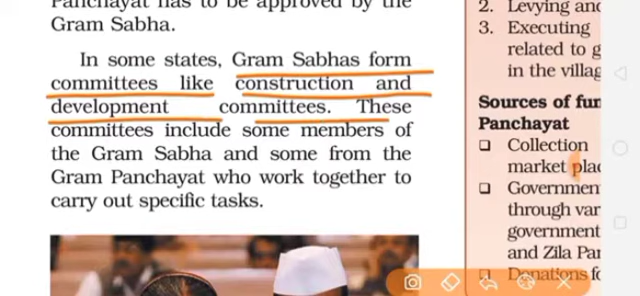 Panchayat has to be approved by the
Gram Sabha.
In some states, Gram Sabhas form
committees like construction and
development committees. These
committees include some members of
the Gram Sabha and some from the
Gram Panchayat who work together to
carry out specific tasks.
2. Levying and
3. Executing
related to g
in the villag
Sources of fun
Panchayat
❑ Collection
market plac
❑ Governmen
through var
government
and Zila Par
❑ Donations fo